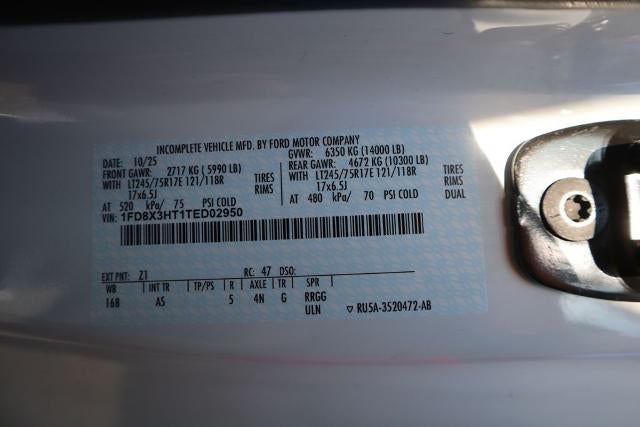 INCOMPLETE VEHICLE MFD. BY FORD MOTOR COMPANY
DATE: 10/25 GVWR: 6350 KG (14000 LB)
FRONT GAWR: 2717 KG (5990 LB) REAR GAWR: 4672 KG (10300 LB)
WITH LT245/75R17E 121/118R TIRES WITH LT245/75R17E 121/118R TIRES
17x6.5J RIMS 17x6.5J RIMS
AT 520 kPa/ 75 PSI COLD AT 480 kPa/ 70 PSI COLD DUAL
VIN: 1FD8X3HT1TED02950
EXT PNT: Z1 RC: 47 DSO:
WB INT TR TP/PS R AXLE TR SPR
168 AS 5 4N G RRGG
ULN ▽ RU5A-3520472-AB